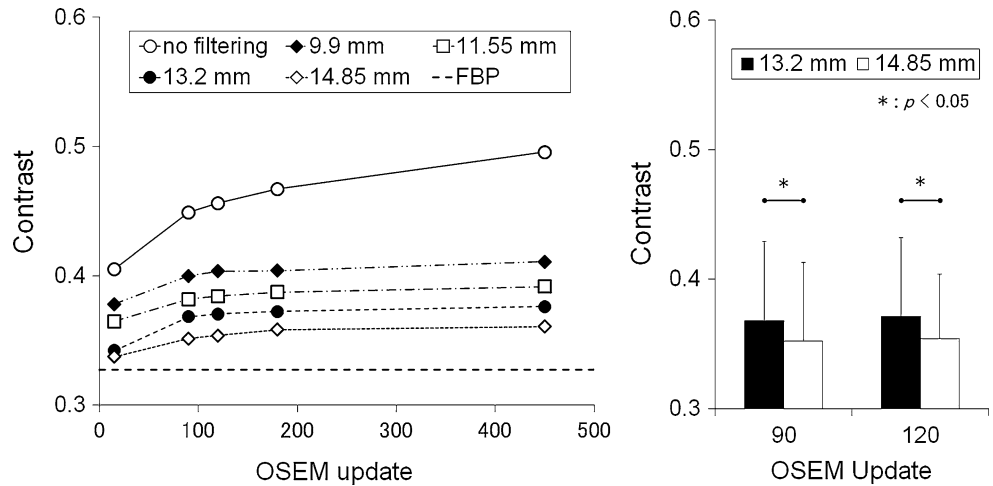 0.6
0.5
0.4
0.3
Contrast
no filtering 9.9 mm 11.55 mm
13.2 mm 14.85 mm FBP
0 100 200 300 400 500
OSEM update
0.6
0.5
0.4
0.3
Contrast
13.2 mm 14.85 mm
* : p < 0.05
* *
90 120
OSEM Update